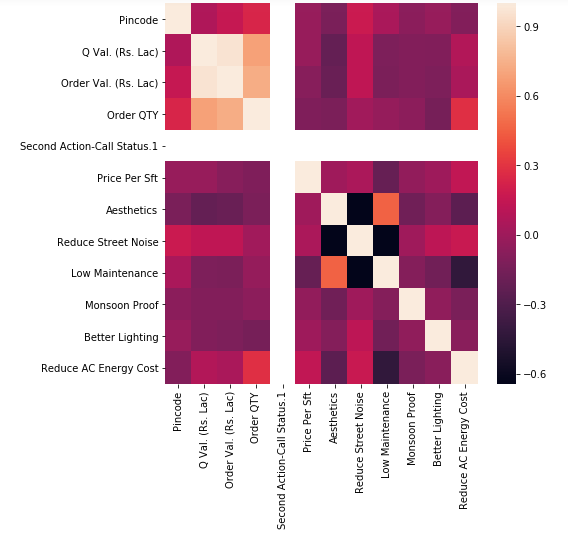 Pincode
Q Val. (Rs. Lac)
Order Val. (Rs. Lac)
Order QTY
Second Action-Call Status.1
Price Per Sft
Aesthetics
Reduce Street Noise
Low Maintenance
Monsoon Proof
Better Lighting
Reduce AC Energy Cost
Pincode
Q Val. (Rs. Lac)
Order Val. (Rs. Lac)
Order QTY
Second Action-Call Status.1
Price Per Sft
Aesthetics
Reduce Street Noise
Low Maintenance
Monsoon Proof
Better Lighting
Reduce AC Energy Cost
0.9
0.6
0.3
0.0
−0.3
−0.6